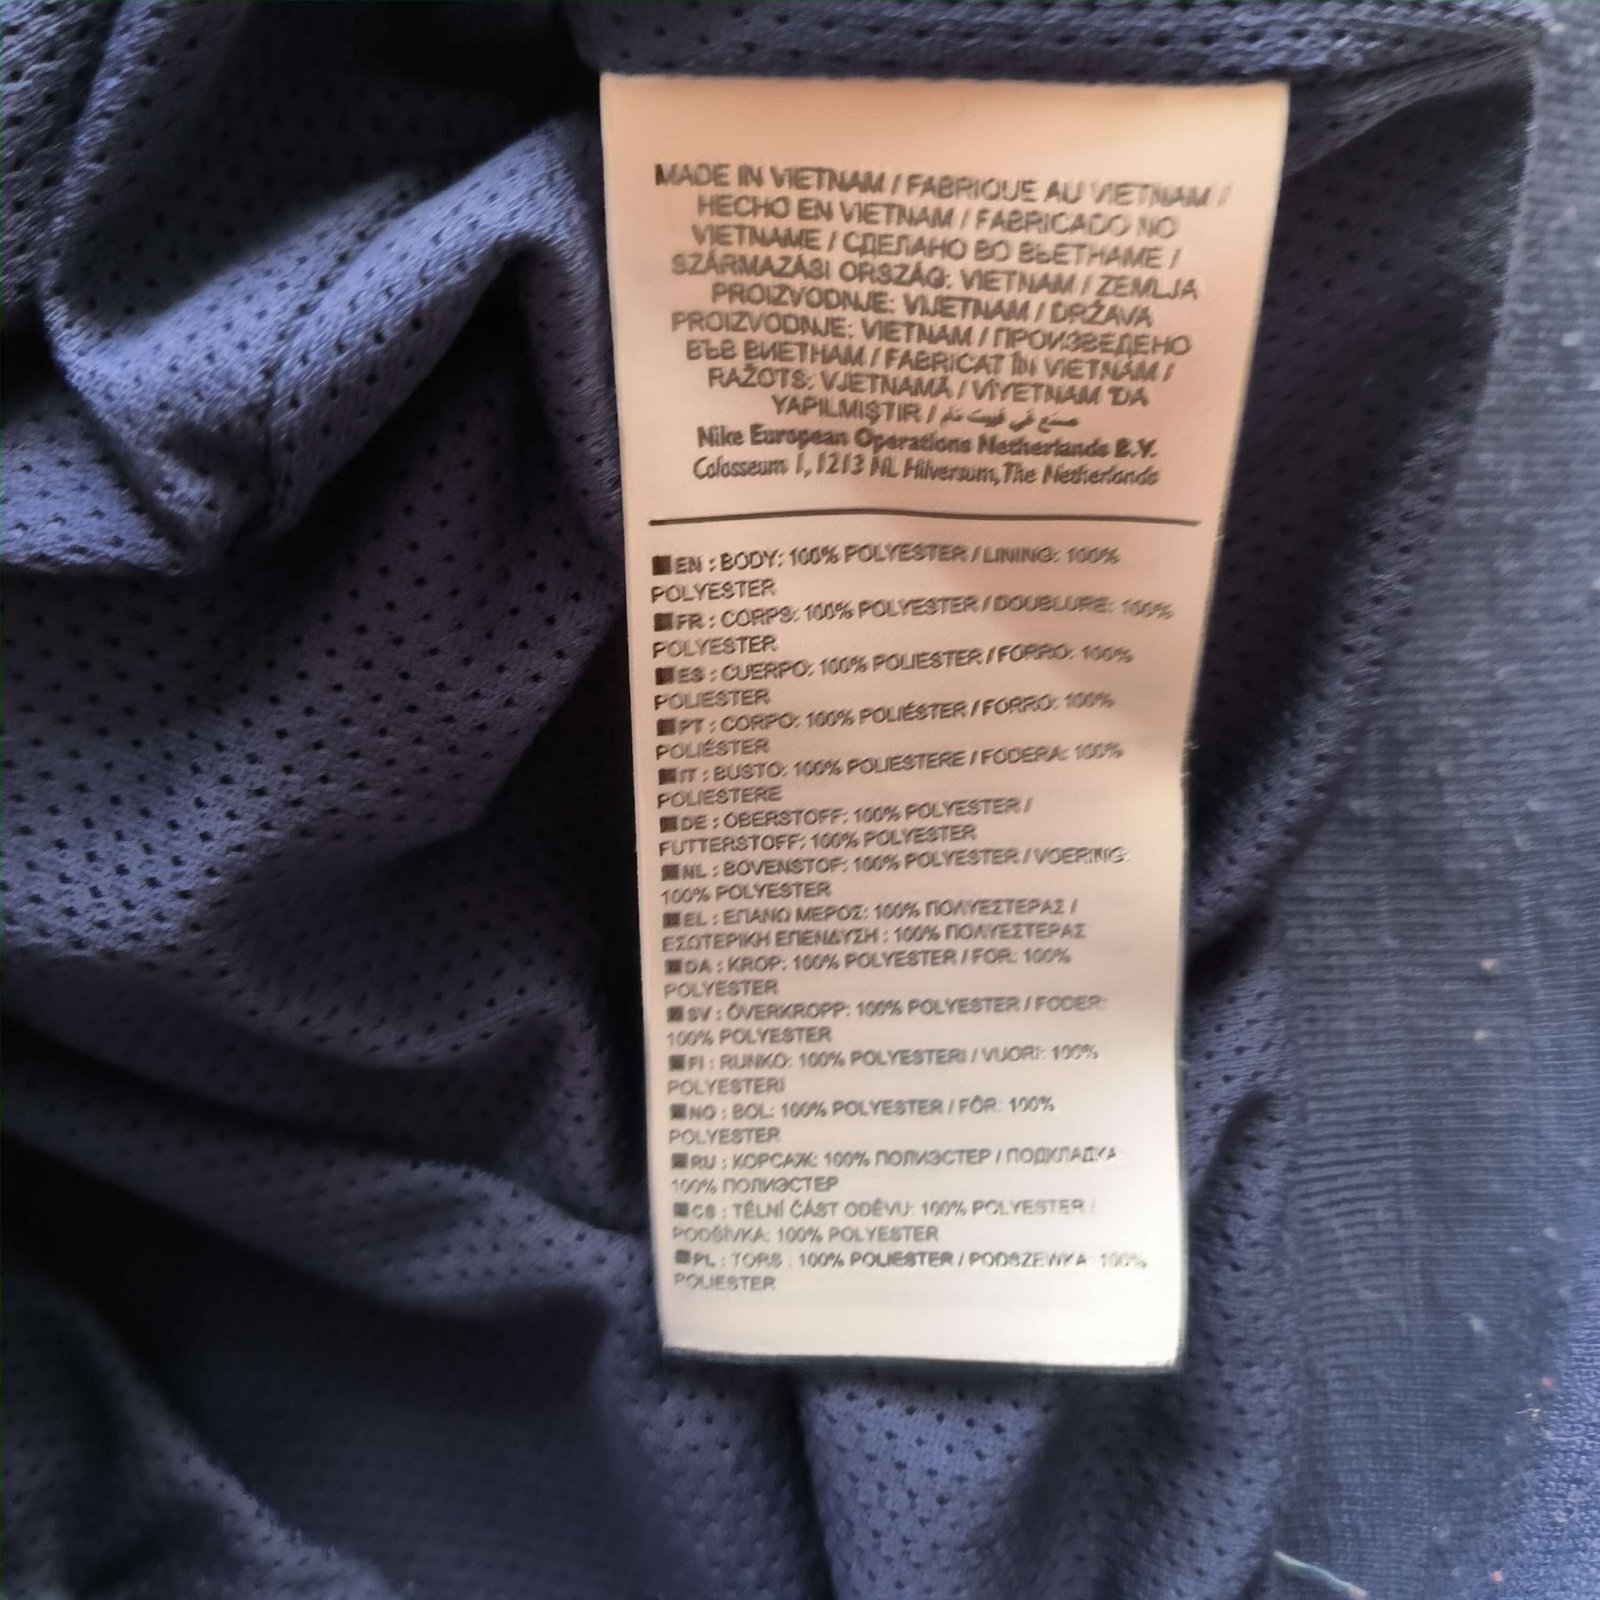 MADE IN VIETNAM / FABRIQUE AU VIETNAM /
HECHO EN VIETNAM / FABRICADO NO
VIETNAME / СДЕЛАНО ВО ВЬЕТНАМЕ /
SZÁRMAZÁSI ORSZÁG: VIETNAM / ZEMLJA
PROIZVODNJE: VIJETNAM / DRŽAVA
PROIZVODNJE: VIETNAM / ПРОИЗВЕДЕНО
ВЪВ ВИЕТНАМ / FABRICAT ÎN VIETNAM /
RAŽOTS: VJETNAMĀ / VİYETNAM 'DA
YAPILMIŞTIR / صنع في فييت نام
Nike European Operations Netherlands B.V.
Colosseum 1, 1213 NL Hilversum, The Netherlands
EN : BODY: 100% POLYESTER / LINING: 100%
POLYESTER
FR : CORPS: 100% POLYESTER / DOUBLURE: 100%
POLYESTER
ES : CUERPO: 100% POLIESTER / FORRO: 100%
POLIESTER
PT : CORPO: 100% POLIÉSTER / FORRO: 100%
POLIÉSTER
IT : BUSTO: 100% POLIESTERE / FODERA: 100%
POLIESTERE
DE : OBERSTOFF: 100% POLYESTER /
FUTTERSTOFF: 100% POLYESTER
NL : BOVENSTOF: 100% POLYESTER / VOERING:
100% POLYESTER
EL : ΕΠΑΝΩ ΜΕΡΟΣ: 100% ΠΟΛΥΕΣΤΕΡΑΣ /
ΕΣΩΤΕΡΙΚΗ ΕΠΕΝΔΥΣΗ : 100% ΠΟΛΥΕΣΤΕΡΑΣ
DA : KROP: 100% POLYESTER / FOR: 100%
POLYESTER
SV : ÖVERKROPP: 100% POLYESTER / FODER:
100% POLYESTER
FI : RUNKO: 100% POLYESTERI / VUORI: 100%
POLYESTERI
NO : BOL: 100% POLYESTER / FÔR: 100%
POLYESTER
RU : КОРСАЖ: 100% ПОЛИЭСТЕР / ПОДКЛАДКА:
100% ПОЛИЭСТЕР
CS : TĚLNÍ ČÁST ODĚVU: 100% POLYESTER /
PODŠÍVKA: 100% POLYESTER
PL : TORS : 100% POLIESTER / PODSZEWKA: 100%
POLIESTER